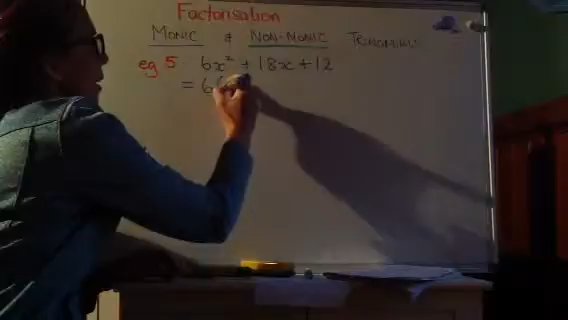 Factorisation
MONIC & NON-MONIC TRINOMIALS
eg 5. 6x² + 18x + 12
= 6(